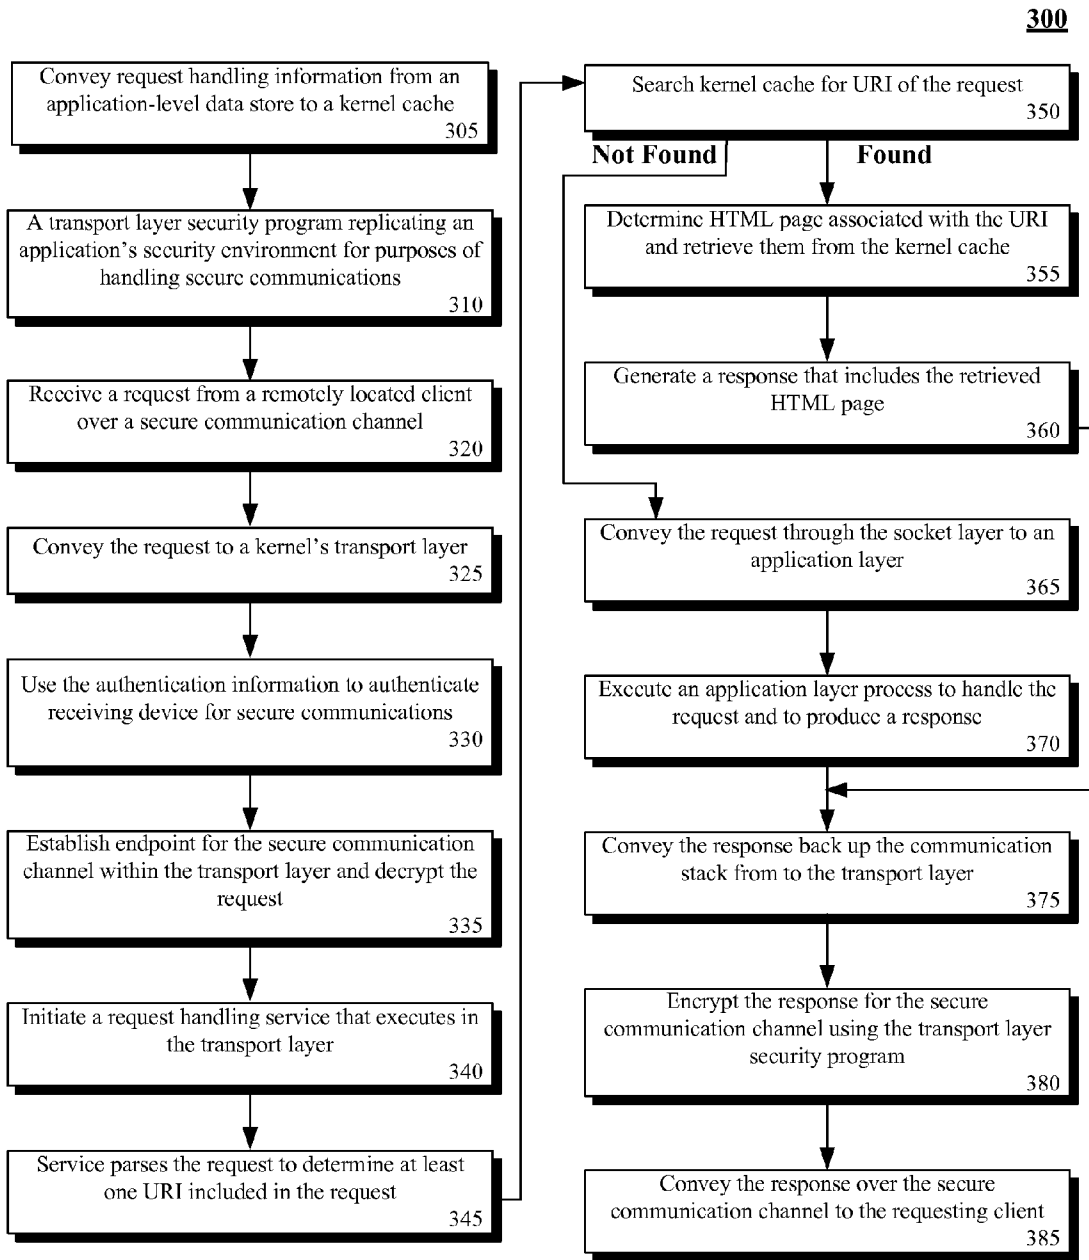 300
Convey request handling information from an
application-level data store to a kernel cache
305
A transport layer security program replicating an
application's security environment for purposes of
handling secure communications
310
Receive a request from a remotely located client
over a secure communication channel
320
Convey the request to a kernel's transport layer
325
Use the authentication information to authenticate
receiving device for secure communications
330
Establish endpoint for the secure communication
channel within the transport layer and decrypt the
request
335
Initiate a request handling service that executes in
the transport layer
340
Service parses the request to determine at least
one URI included in the request
345
Search kernel cache for URI of the request
350
Not Found
Found
Determine HTML page associated with the URI
and retrieve them from the kernel cache
355
Generate a response that includes the retrieved
HTML page
360
Convey the request through the socket layer to an
application layer
365
Execute an application layer process to handle the
request and to produce a response
370
Convey the response back up the communication
stack from to the transport layer
375
Encrypt the response for the secure
communication channel using the transport layer
security program
380
Convey the response over the secure
communication channel to the requesting client
385